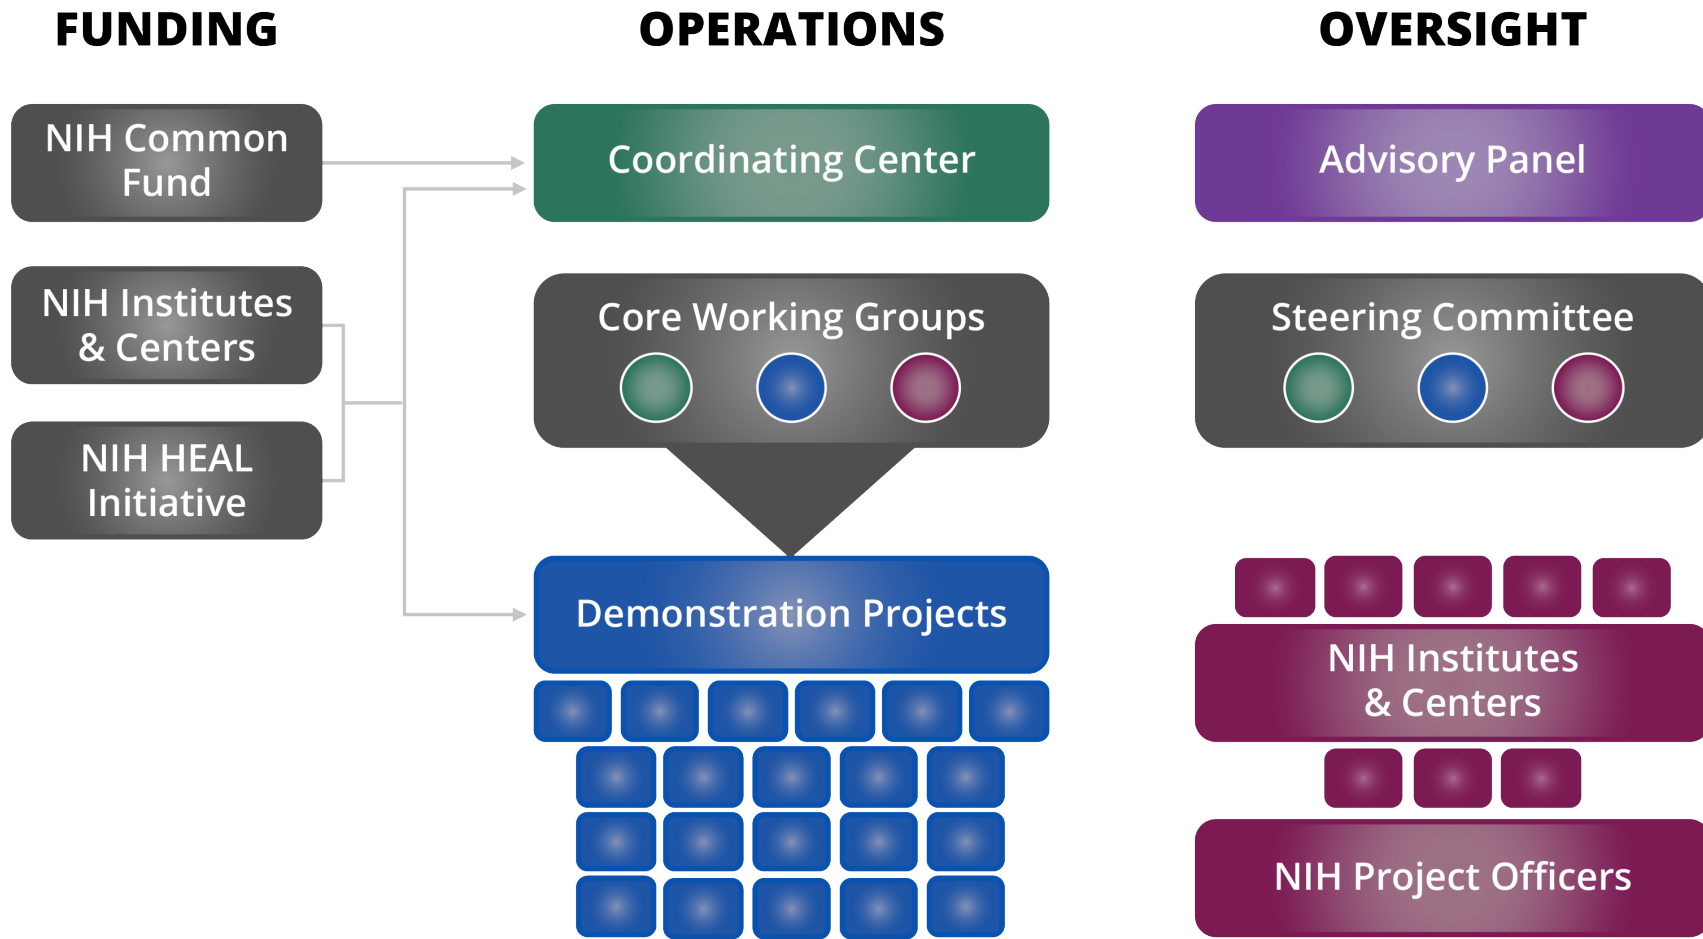 FUNDING
OPERATIONS
OVERSIGHT
NIH Common
Fund
Coordinating Center
Advisory Panel
NIH Institutes
& Centers
Core Working Groups
Steering Committee
NIH HEAL
Initiative
Demonstration Projects
NIH Institutes
& Centers
NIH Project Officers